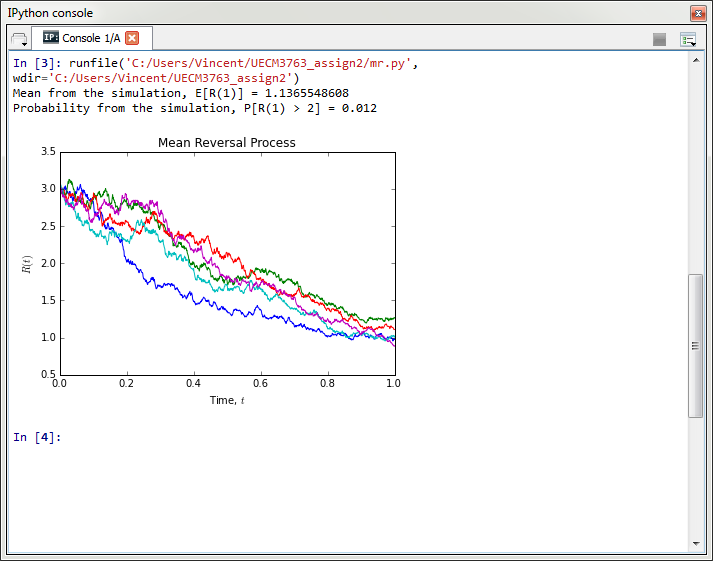 IPython console
IP: Console 1/A
In [3]: runfile('C:/Users/Vincent/UECM3763_assign2/mr.py',
wdir='C:/Users/Vincent/UECM3763_assign2')
Mean from the simulation, E[R(1)] = 1.1365548608
Probability from the simulation, P[R(1) > 2] = 0.012
Mean Reversal Process
3.5
3.0
2.5
2.0
1.5
1.0
0.5
R(t)
0.0 0.2 0.4 0.6 0.8 1.0
Time, t
In [4]: